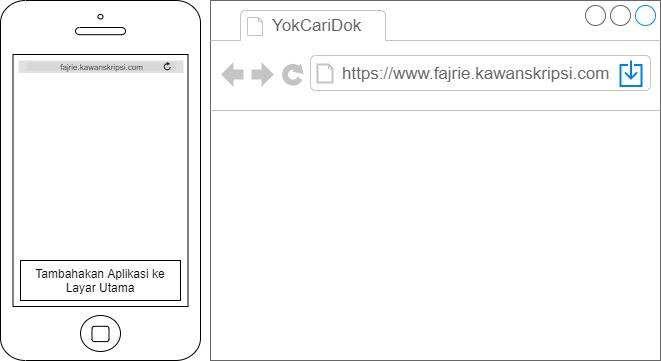 fajrie.kawanskripsi.com
Tambahakan Aplikasi ke
Layar Utama
YokCariDok
https://www.fajrie.kawanskripsi.com